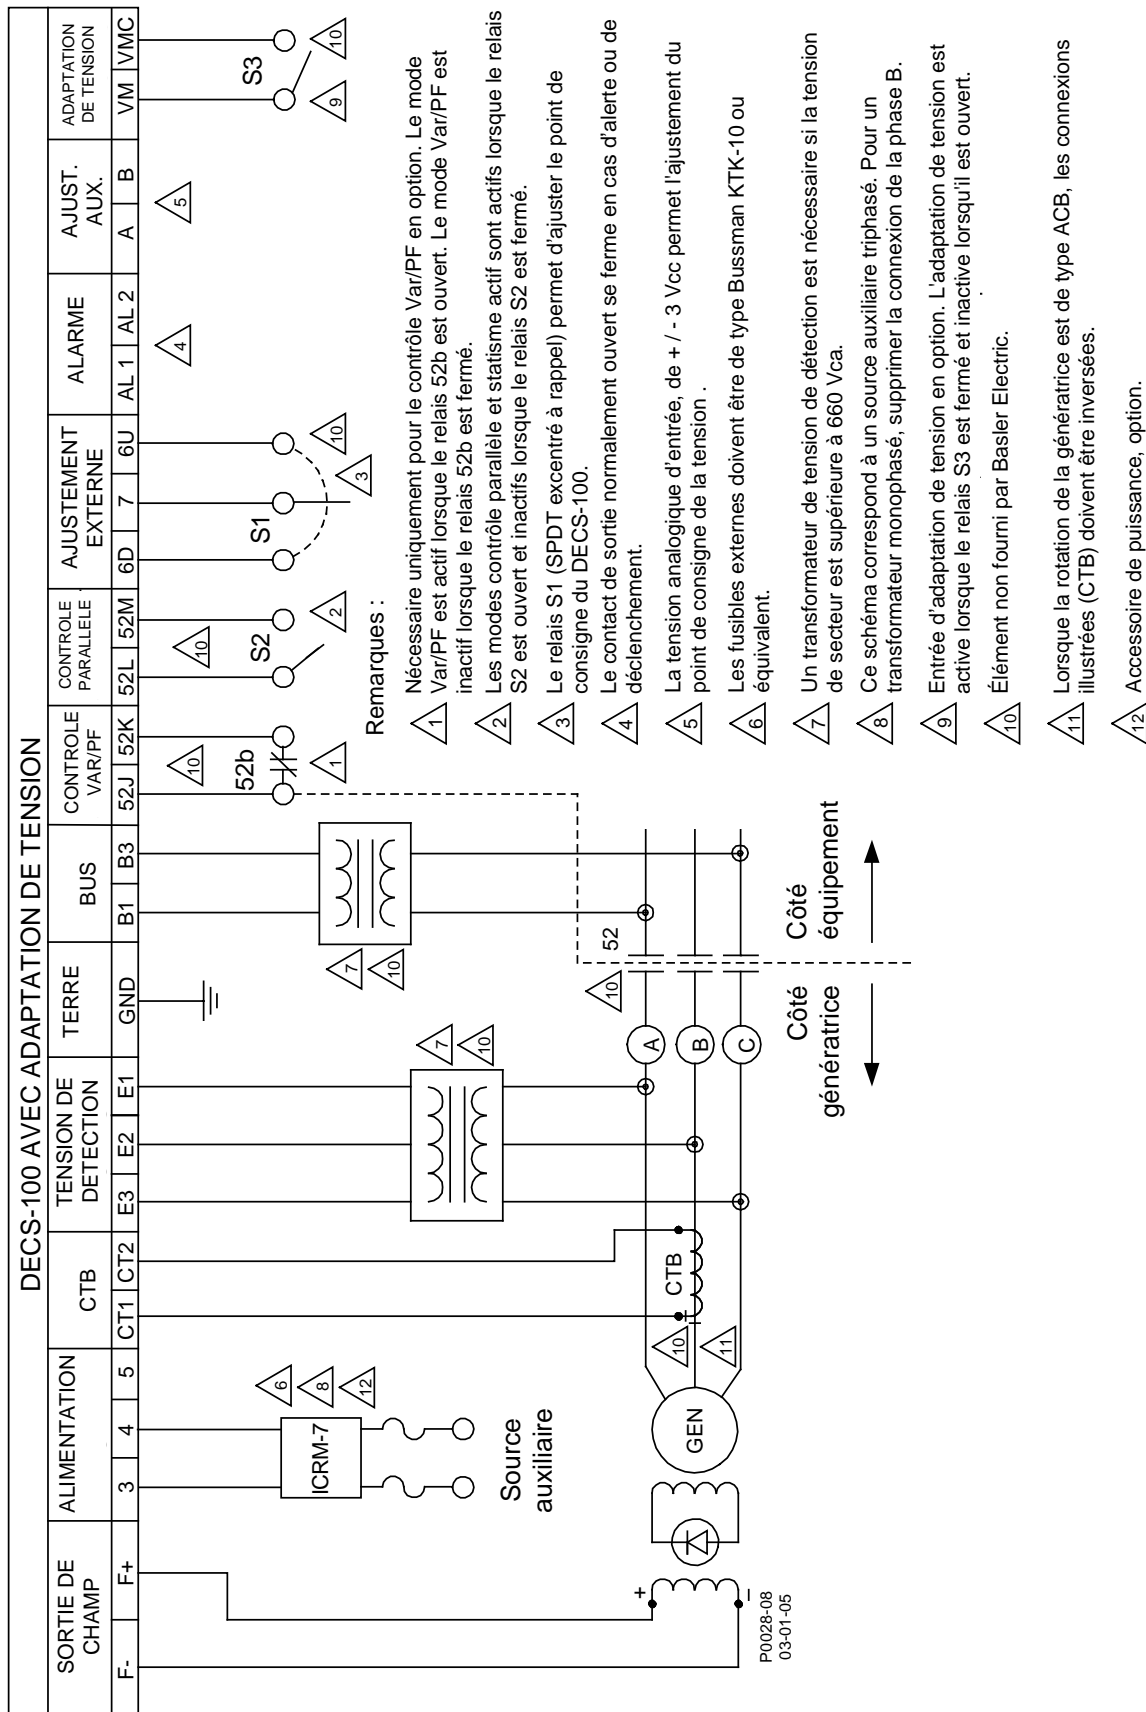 DECS-100 AVEC ADAPTATION DE TENSION
SORTIE DE CHAMP
ALIMENTATION
CTB
TENSION DE DETECTION
TERRE
BUS
CONTROLE VAR/PF
CONTROLE PARALLELE
AJUSTEMENT EXTERNE
ALARME
AJUST. AUX.
ADAPTATION DE TENSION
F- F+ 3 4 5 CT1 CT2 E3 E2 E1 GND B1 B3 52J 52K 52L 52M 6D 7 6U AL 1 AL 2 A B VM VMC
10
10
4
5
52b
S2
S1
S3
1
2
10
3
9
10
6
8
12
ICRM-7
7
10
7
10
Source auxiliaire
CTB
10
11
GEN
A
B
C
10
52
+
-
P0028-08
03-01-05
Côté génératrice
Côté équipement
Remarques :
1 Nécessaire uniquement pour le contrôle Var/PF en option. Le mode
Var/PF est actif lorsque le relais 52b est ouvert. Le mode Var/PF est
inactif lorsque le relais 52b est fermé.
2 Les modes contrôle parallèle et statisme actif sont actifs lorsque le relais
S2 est ouvert et inactifs lorsque le relais S2 est fermé.
3 Le relais S1 (SPDT excentré à rappel) permet d'ajuster le point de
consigne du DECS-100.
4 Le contact de sortie normalement ouvert se ferme en cas d'alerte ou de
déclenchement.
5 La tension analogique d'entrée, de + / - 3 Vcc permet l'ajustement du
point de consigne de la tension .
6 Les fusibles externes doivent être de type Bussman KTK-10 ou
équivalent.
7 Un transformateur de tension de détection est nécessaire si la tension
de secteur est supérieure à 660 Vca.
8 Ce schéma correspond à un source auxiliaire triphasé. Pour un
transformateur monophasé, supprimer la connexion de la phase B.
9 Entrée d'adaptation de tension en option. L'adaptation de tension est
active lorsque le relais S3 est fermé et inactive lorsqu'il est ouvert.
10 Élément non fourni par Basler Electric.
11 Lorsque la rotation de la génératrice est de type ACB, les connexions
illustrées (CTB) doivent être inversées.
12 Accessoire de puissance, option.